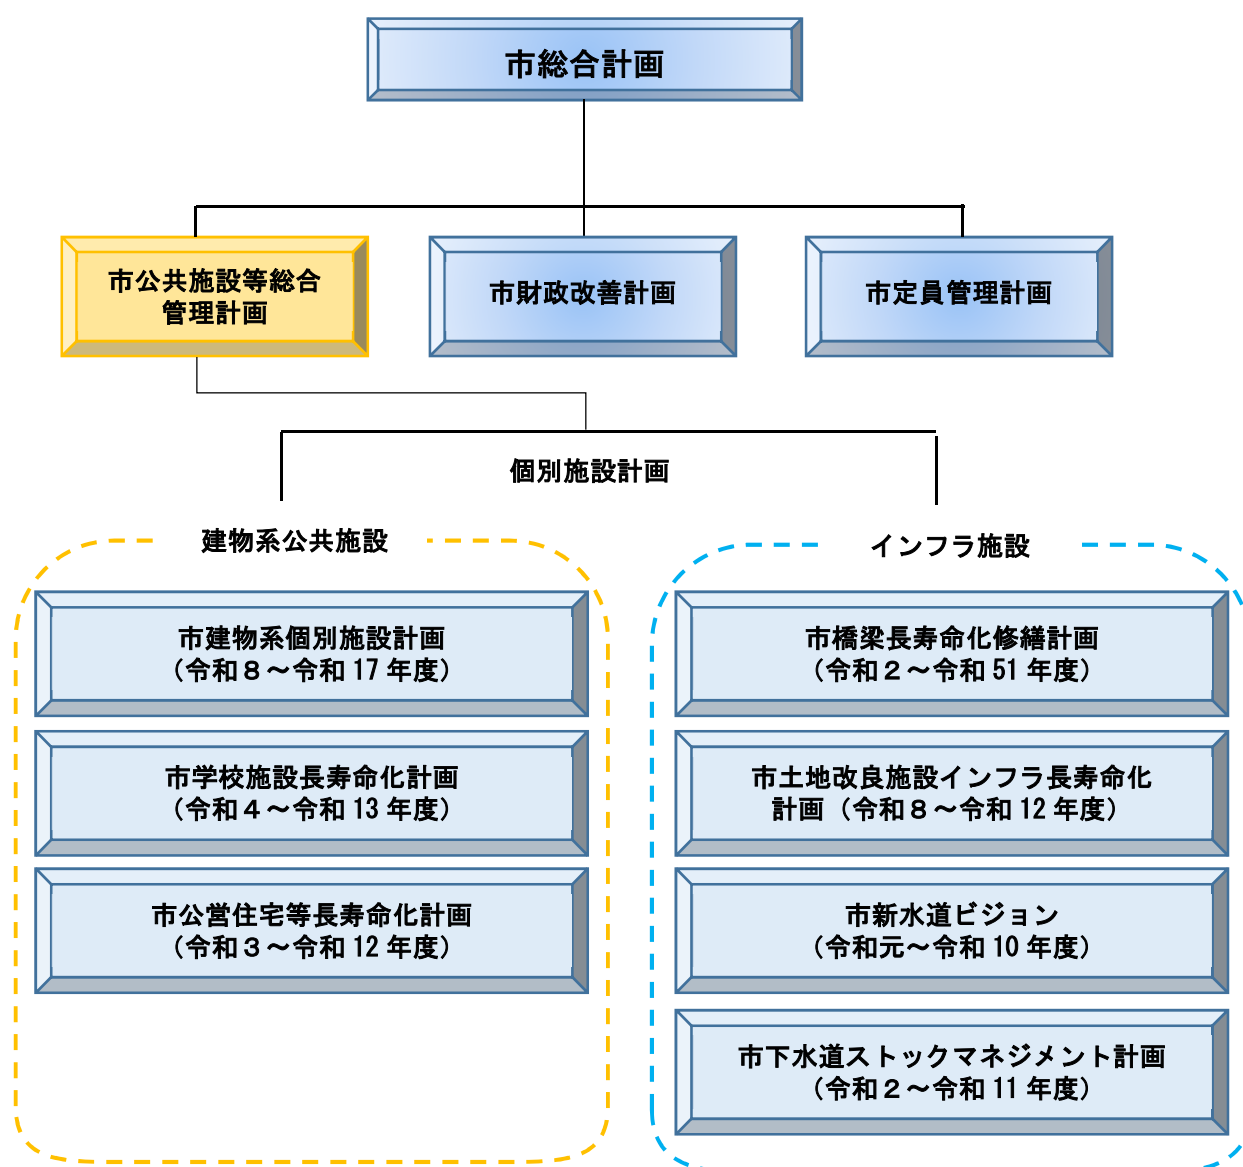 市総合計画
市公共施設等総合
管理計画
市財政改善計画
市定員管理計画
個別施設計画
建物系公共施設
市建物系個別施設計画
（令和８～令和 17 年度）
市学校施設長寿命化計画
（令和４～令和 13 年度）
市公営住宅等長寿命化計画
（令和３～令和 12 年度）
インフラ施設
市橋梁長寿命化修繕計画
（令和２～令和 51 年度）
市土地改良施設インフラ長寿命化
計画（令和８～令和 12 年度）
市新水道ビジョン
（令和元～令和 10 年度）
市下水道ストックマネジメント計画
（令和２～令和 11 年度）